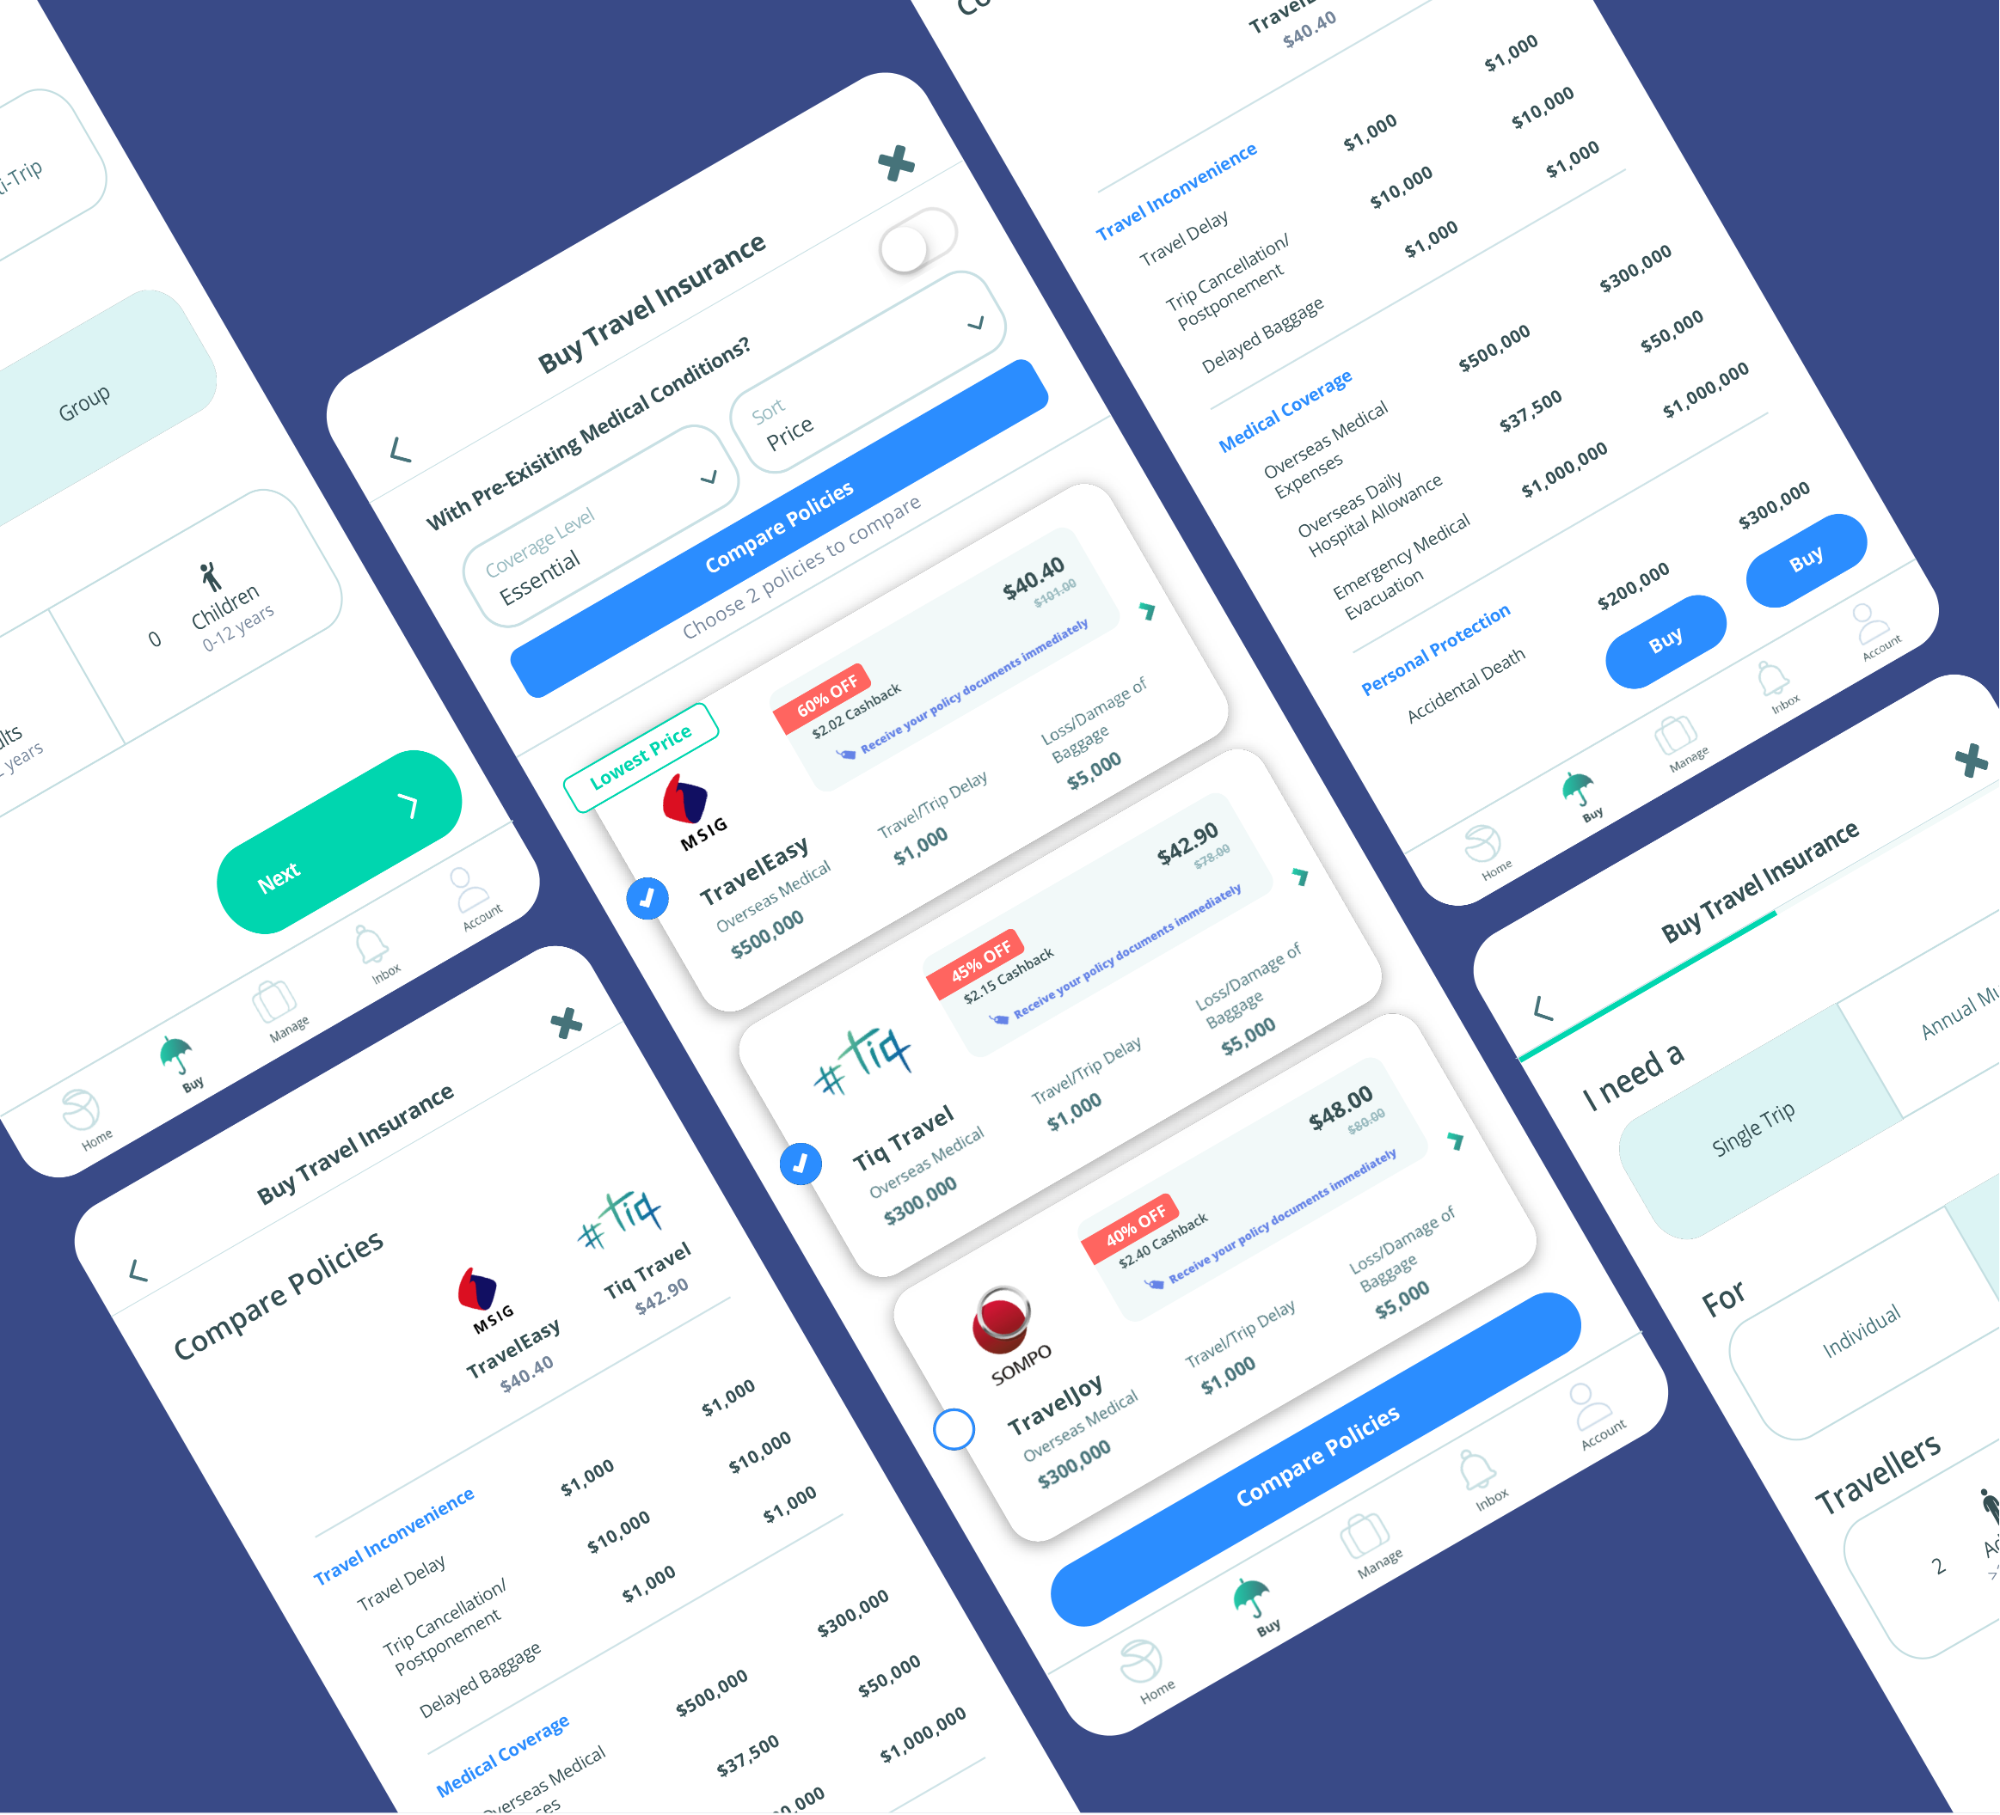 Group
0
Children
0-12 years
Next
Home
Buy
Manage
Inbox
Account
Buy Travel Insurance
Compare Policies
MSIG
TravelEasy
$40.40
#tiq
Tiq Travel
$42.90
Travel Inconvenience
Travel Delay
$1,000
$1,000
Trip Cancellation/
Postponement
$10,000
$10,000
Delayed Baggage
$1,000
$1,000
Medical Coverage
Overseas Medical
$500,000
$300,000
$37,500
$50,000
$1,000,000
Buy Travel Insurance
With Pre-Exisiting Medical Conditions?
Coverage Level
Essential
Sort
Price
Compare Policies
Choose 2 policies to compare
Lowest Price
MSIG
TravelEasy
60% OFF
$2.02 Cashback
$40.40
$101.00
Receive your policy documents immediately
Overseas Medical
$500,000
Travel/Trip Delay
$1,000
Loss/Damage of
Baggage
$5,000
#tiq
Tiq Travel
45% OFF
$2.15 Cashback
$42.90
$78.00
Receive your policy documents immediately
Overseas Medical
$300,000
Travel/Trip Delay
$1,000
Loss/Damage of
Baggage
$5,000
SOMPO
TravelJoy
40% OFF
$2.40 Cashback
$48.00
$80.00
Receive your policy documents immediately
Overseas Medical
$300,000
Travel/Trip Delay
$1,000
Loss/Damage of
Baggage
$5,000
Compare Policies
Home
Buy
Manage
Inbox
Account
$40.40
Travel Inconvenience
Travel Delay
$1,000
$1,000
Trip Cancellation/
Postponement
$10,000
$10,000
Delayed Baggage
$1,000
$1,000
Medical Coverage
Overseas Medical
Expenses
$500,000
$300,000
Overseas Daily
Hospital Allowance
$37,500
$50,000
Emergency Medical
Evacuation
$1,000,000
$1,000,000
Personal Protection
Accidental Death
$200,000
$300,000
Buy
Buy
Home
Buy
Manage
Inbox
Account
Buy Travel Insurance
I need a
Single Trip
Annual
For
Individual
Travellers
2